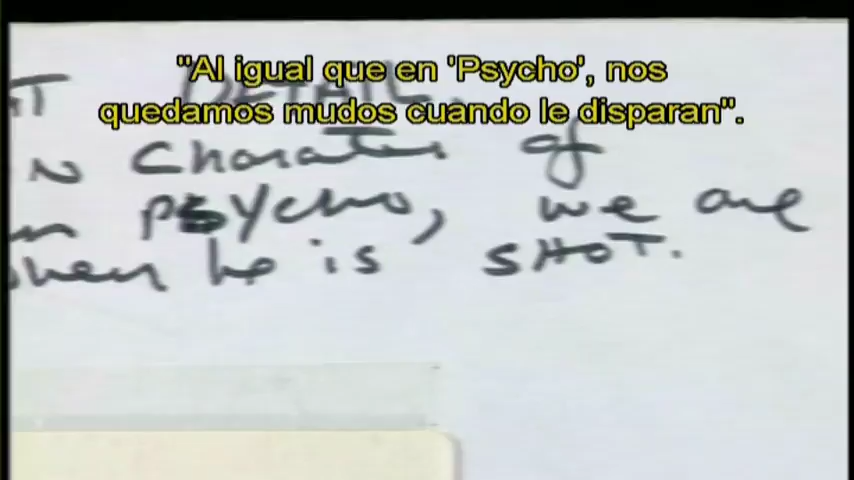 "Al igual que en 'Psycho', nos
quedamos mudos cuando le disparan".
DETAIL.
N Character of
Psycho, we are
when he is SHOT.